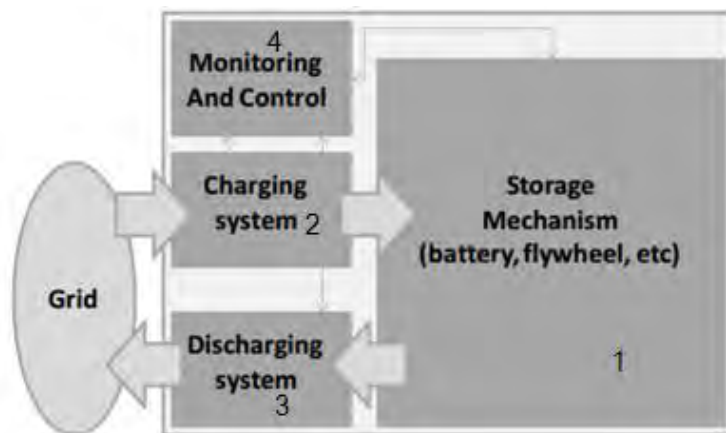 4
Monitoring
And Control
Charging
system 2
Storage
Mechanism
(battery, flywheel, etc)
Grid
Discharging
system
3
1